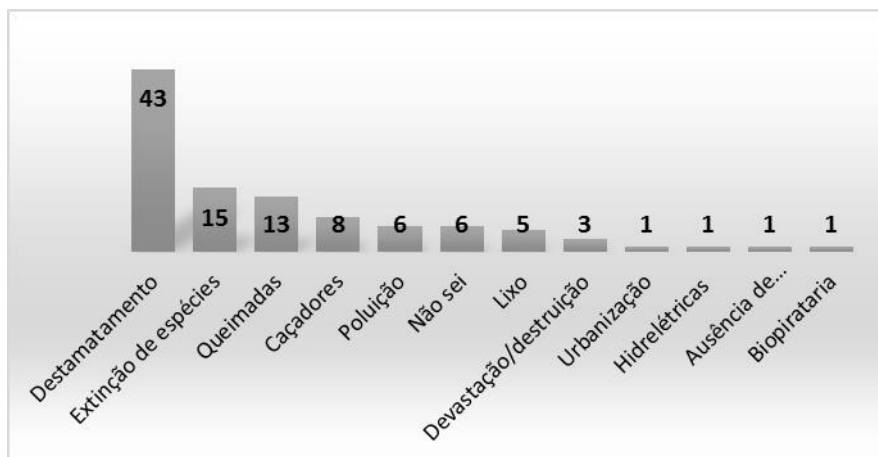 43
15
13
8
6
6
5
3
1
1
1
1
Destamatamento
Extinção de espécies
Queimadas
Caçadores
Poluição
Não sei
Lixo
Devastação/destruição
Urbanização
Hidrelétricas
Ausência de...
Biopirataria